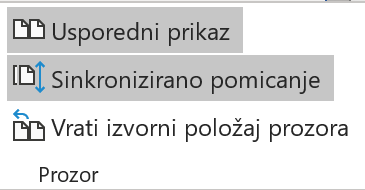 Usporedni prikaz
Sinkronizirano pomicanje
Vrati izvorni položaj prozora
Prozor